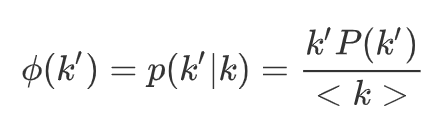 ϕ(k′) = p(k′|k) = k′P(k′) / < k >